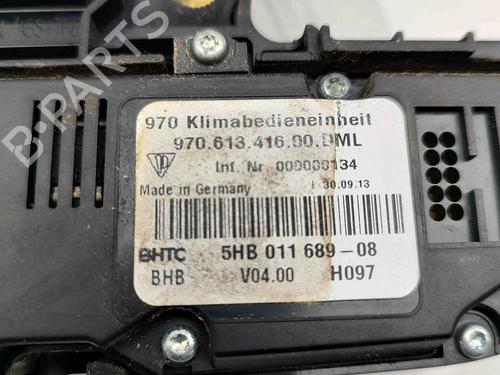 970 Klimabedieneinheit
970.613.416.00.DML
Inf. Nr. 000000134
Made in Germany 30.09.13
BHTC 5HB 011 689-08
BHB V04.00 H097